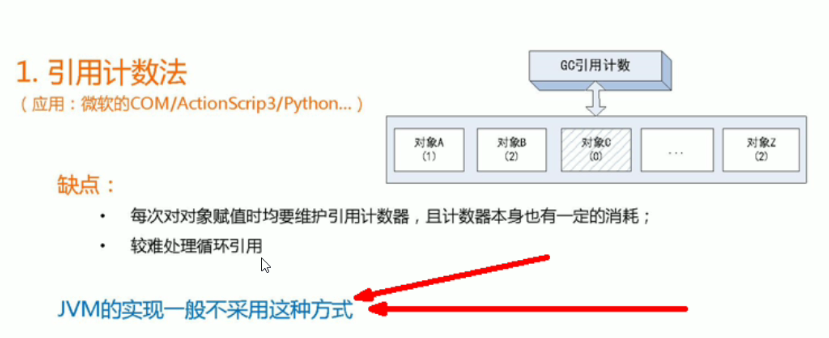 1. 引用计数法
（应用：微软的COM/ActionScrip3/Python...）
GC引用计数
对象A
(1)
对象B
(2)
对象C
(0)
...
对象Z
(2)
缺点：
• 每次对对象赋值时均要维护引用计数器，且计数器本身也有一定的消耗；
• 较难处理循环引用
JVM的实现一般不采用这种方式